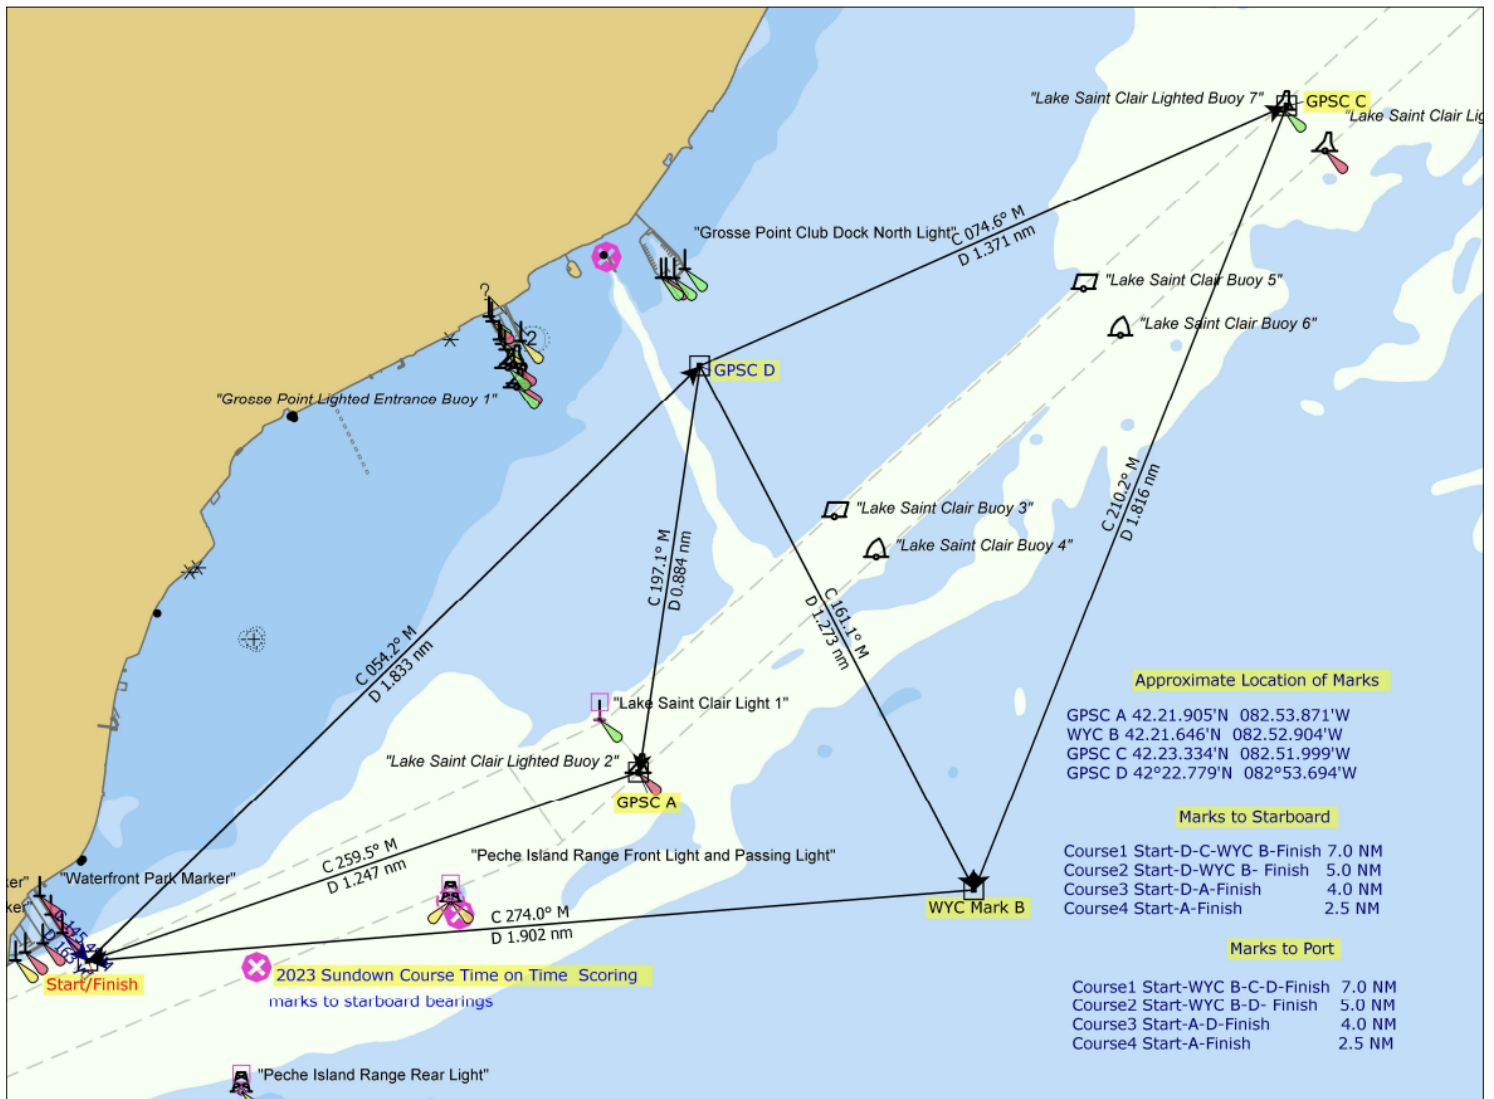 "Lake Saint Clair Lighted Buoy 7"
GPSC C
"Lake Saint Clair Lig
"Grosse Point Club Dock North Light"
C 074.6° M
D 1.371 nm
"Lake Saint Clair Buoy 5"
?
"Lake Saint Clair Buoy 6"
2
GPSC D
"Grosse Point Lighted Entrance Buoy 1"
C 210.2° M
D 1.816 nm
"Lake Saint Clair Buoy 3"
"Lake Saint Clair Buoy 4"
C 197.1° M
D 0.884 nm
C 161.1° M
D 1.273 nm
C 054.2° M
D 1.833 nm
"Lake Saint Clair Light 1"
"Lake Saint Clair Lighted Buoy 2"
GPSC A
Approximate Location of Marks
GPSC A 42.21.905'N 082.53.871'W
WYC B 42.21.646'N 082.52.904'W
GPSC C 42.23.334'N 082.51.999'W
GPSC D 42°22.779'N 082°53.694'W
Marks to Starboard
Course1 Start-D-C-WYC B-Finish 7.0 NM
Course2 Start-D-WYC B- Finish 5.0 NM
Course3 Start-D-A-Finish 4.0 NM
Course4 Start-A-Finish 2.5 NM
C 259.5° M
D 1.247 nm
"Peche Island Range Front Light and Passing Light"
"Waterfront Park Marker"
ker"
WYC Mark B
C 274.0° M
D 1.902 nm
Start/Finish
2023 Sundown Course Time on Time Scoring
marks to starboard bearings
Marks to Port
Course1 Start-WYC B-C-D-Finish 7.0 NM
Course2 Start-WYC B-D- Finish 5.0 NM
Course3 Start-A-D-Finish 4.0 NM
Course4 Start-A-Finish 2.5 NM
"Peche Island Range Rear Light"